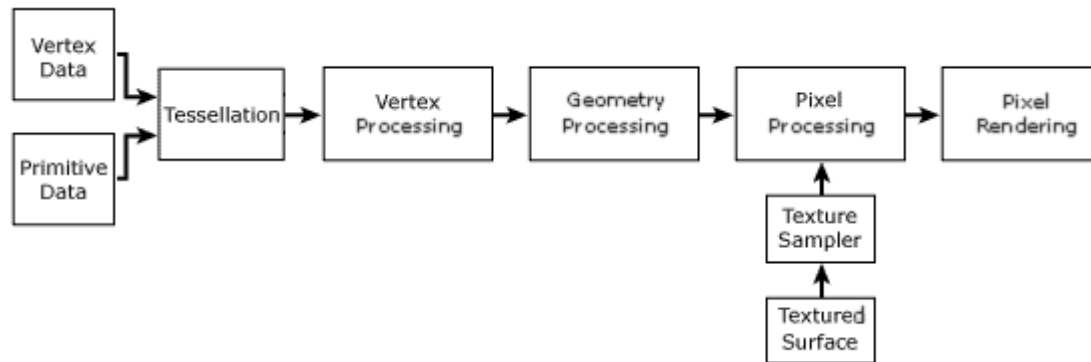 Vertex
Data
Primitive
Data
Tessellation
Vertex
Processing
Geometry
Processing
Pixel
Processing
Pixel
Rendering
Texture
Sampler
Textured
Surface